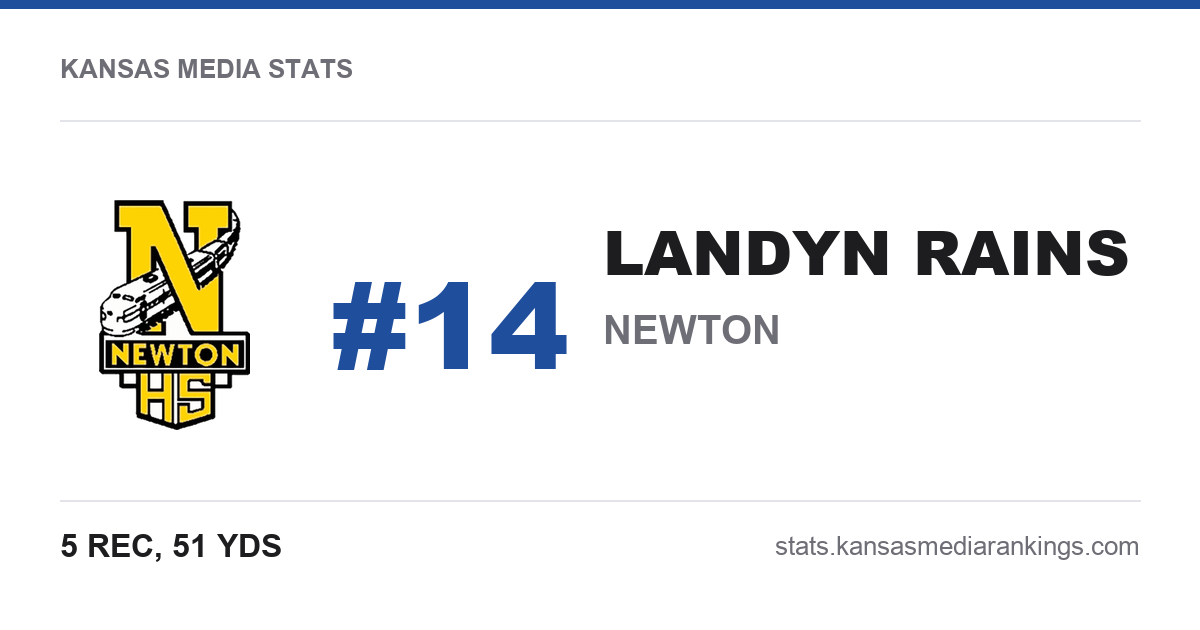 KANSAS MEDIA STATS
NEWTON
HS
#14
LANDYN RAINS
NEWTON
5 REC, 51 YDS
stats.kansasmediarankings.com